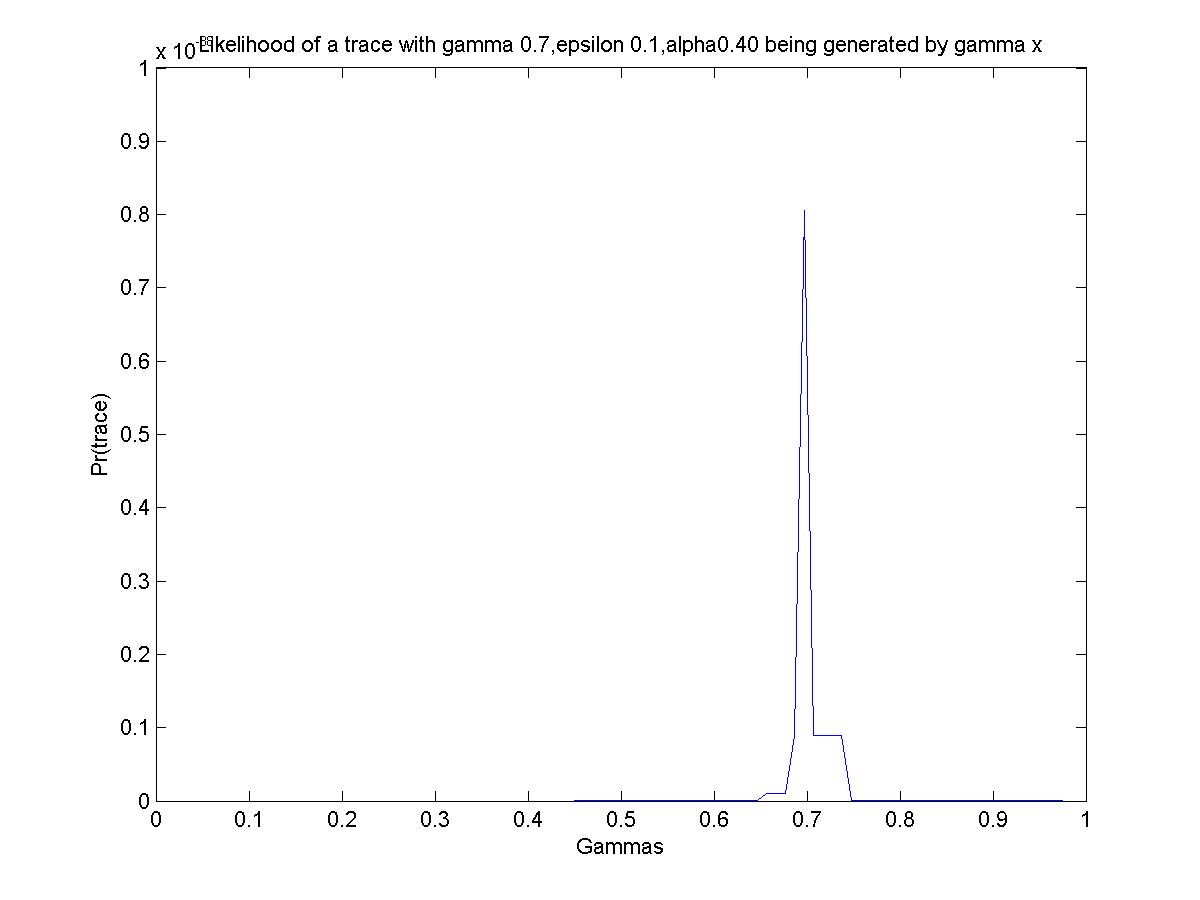 x 10
Likelihood of a trace with gamma 0.7,epsilon 0.1,alpha0.40 being generated by gamma x
1
0.9
0.8
0.7
0.6
0.5
0.4
0.3
0.2
0.1
0
Pr(trace)
0 0.1 0.2 0.3 0.4 0.5 0.6 0.7 0.8 0.9 1
Gammas